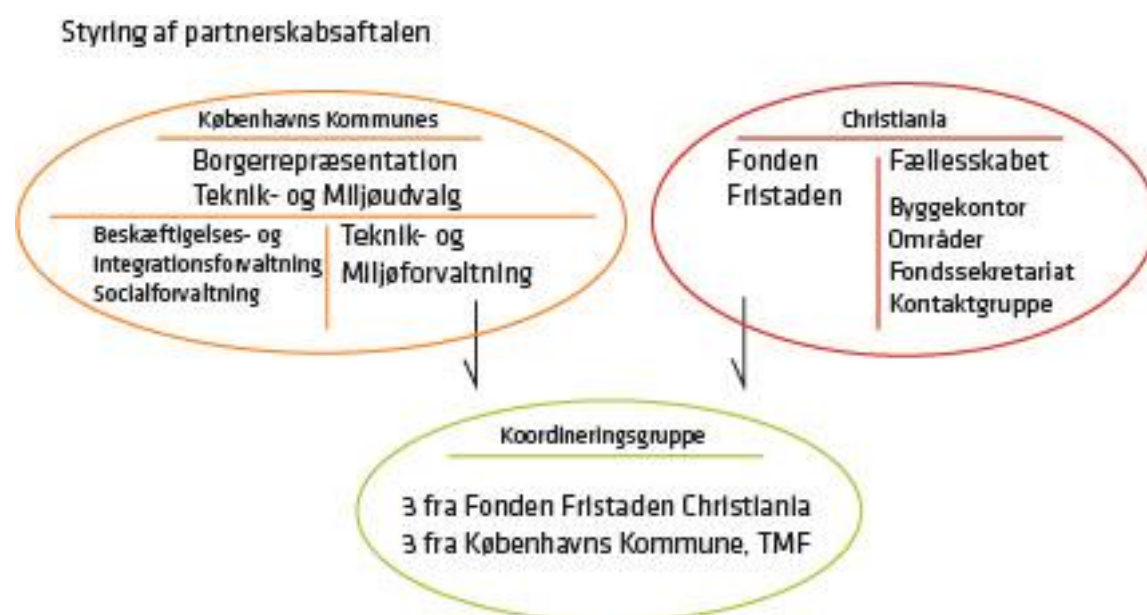 Styring af partnerskabsaftalen
Københavns Kommunes
Borgerrepræsentation
Teknik- og Miljøudvalg
Beskæftigelses- og
Integrationsforvaltning
Socialforvaltning
Teknik- og
Miljøforvaltning
Christiania
Fonden
Fristaden
Fællesskabet
Byggekontor
Områder
Fondssekretariat
Kontaktgruppe
Koordineringsgruppe
3 fra Fonden Fristaden Christiania
3 fra Københavns Kommune, TMF